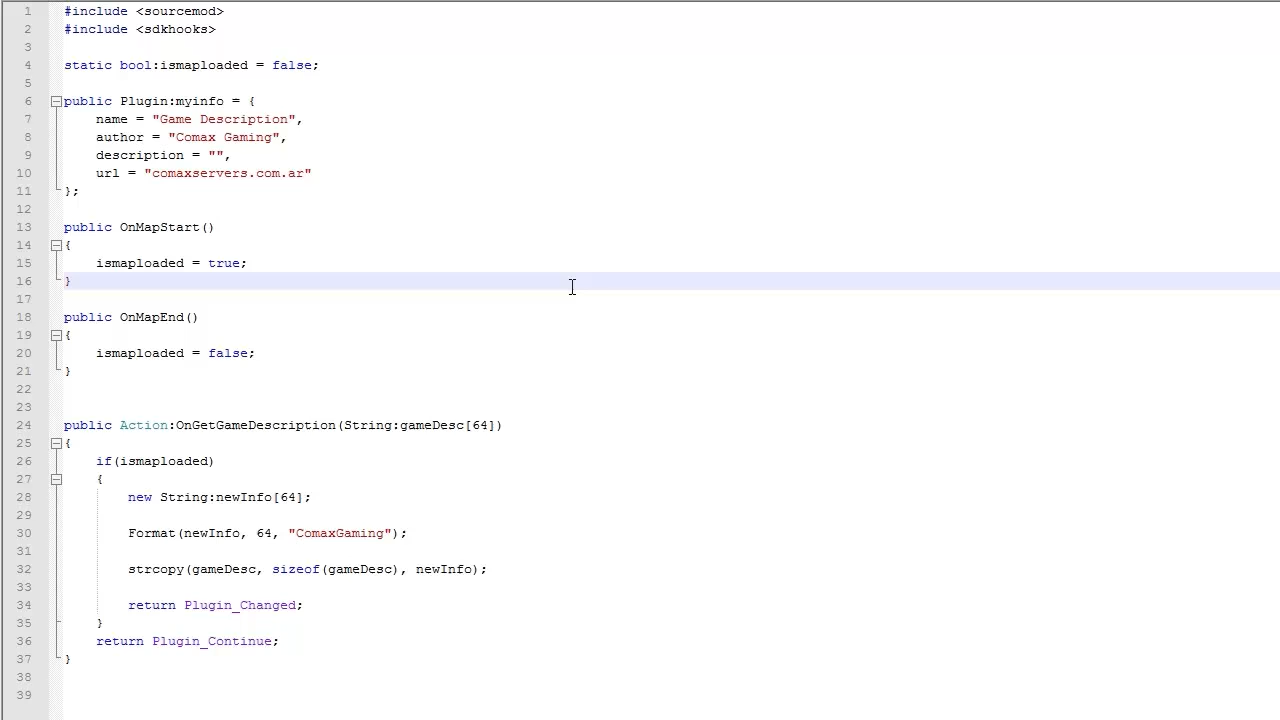 1 #include <sourcemod>
2 #include <sdkhooks>
3
4 static bool:ismaploaded = false;
5
6 public Plugin:myinfo = {
7     name = "Game Description",
8     author = "Comax Gaming",
9     description = "",
10     url = "comaxservers.com.ar"
11 };
12
13 public OnMapStart()
14 {
15     ismaploaded = true;
16 }
17
18 public OnMapEnd()
19 {
20     ismaploaded = false;
21 }
22
23
24 public Action:OnGetGameDescription(String:gameDesc[64])
25 {
26     if(ismaploaded)
27     {
28         new String:newInfo[64];
29
30         Format(newInfo, 64, "ComaxGaming");
31
32         strcopy(gameDesc, sizeof(gameDesc), newInfo);
33
34         return Plugin_Changed;
35     }
36     return Plugin_Continue;
37 }
38
39